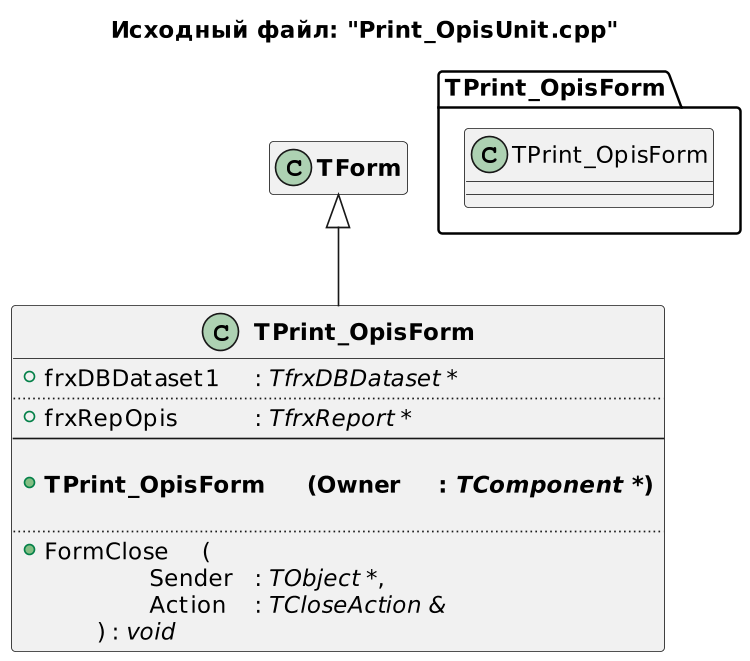 Исходный файл: "Print_OpisUnit.cpp"
TPrint_OpisForm
C TForm
C TPrint_OpisForm
C TPrint_OpisForm
frxDBDataset1 : TfrxDBDataset *
frxRepOpis : TfrxReport *
TPrint_OpisForm (Owner : TComponent *)
FormClose (
Sender : TObject *,
Action : TCloseAction &
) : void